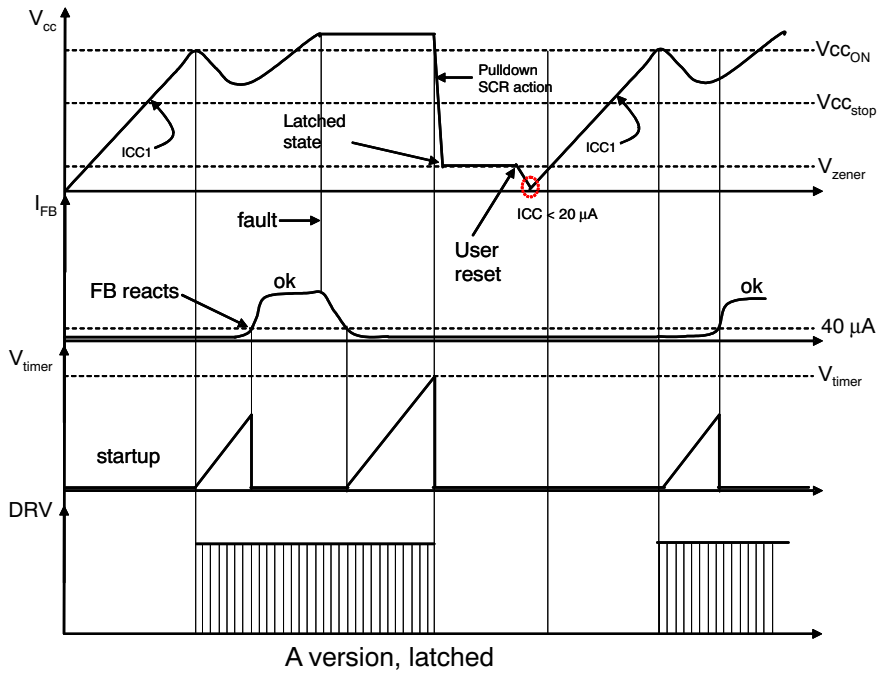 Vcc
VccON
Pulldown
SCR action
Vccstop
Latched
state
ICC1
ICC1
Vzener
IFB
ICC < 20 µA
fault
User
reset
ok
FB reacts
ok
40 µA
Vtimer
Vtimer
startup
DRV
A version, latched